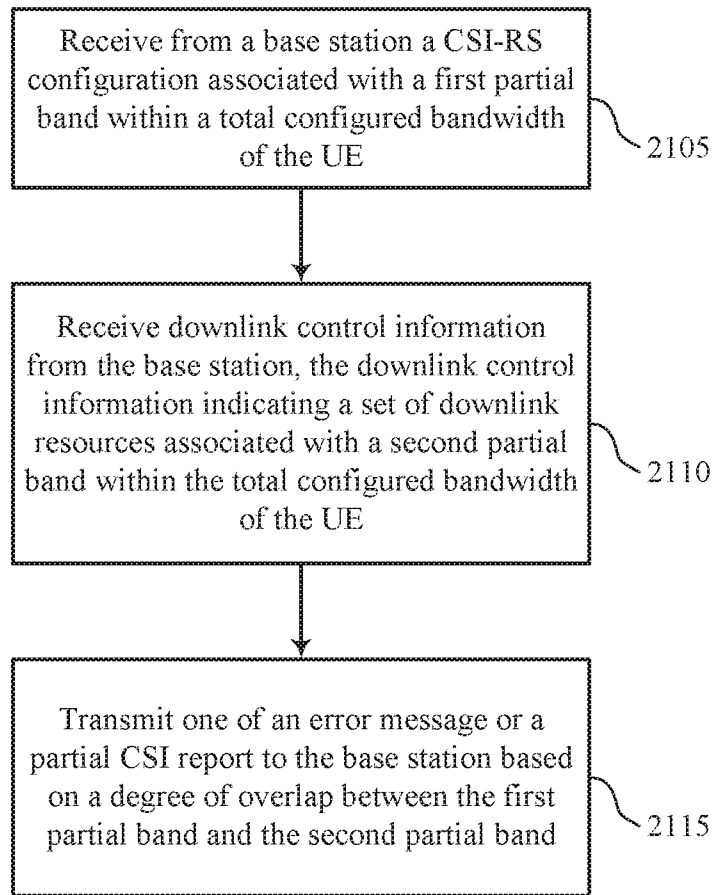 Receive from a base station a CSI-RS
configuration associated with a first partial
band within a total configured bandwidth
of the UE
2105
Receive downlink control information
from the base station, the downlink control
information indicating a set of downlink
resources associated with a second partial
band within the total configured bandwidth
of the UE
2110
Transmit one of an error message or a
partial CSI report to the base station based
on a degree of overlap between the first
partial band and the second partial band
2115